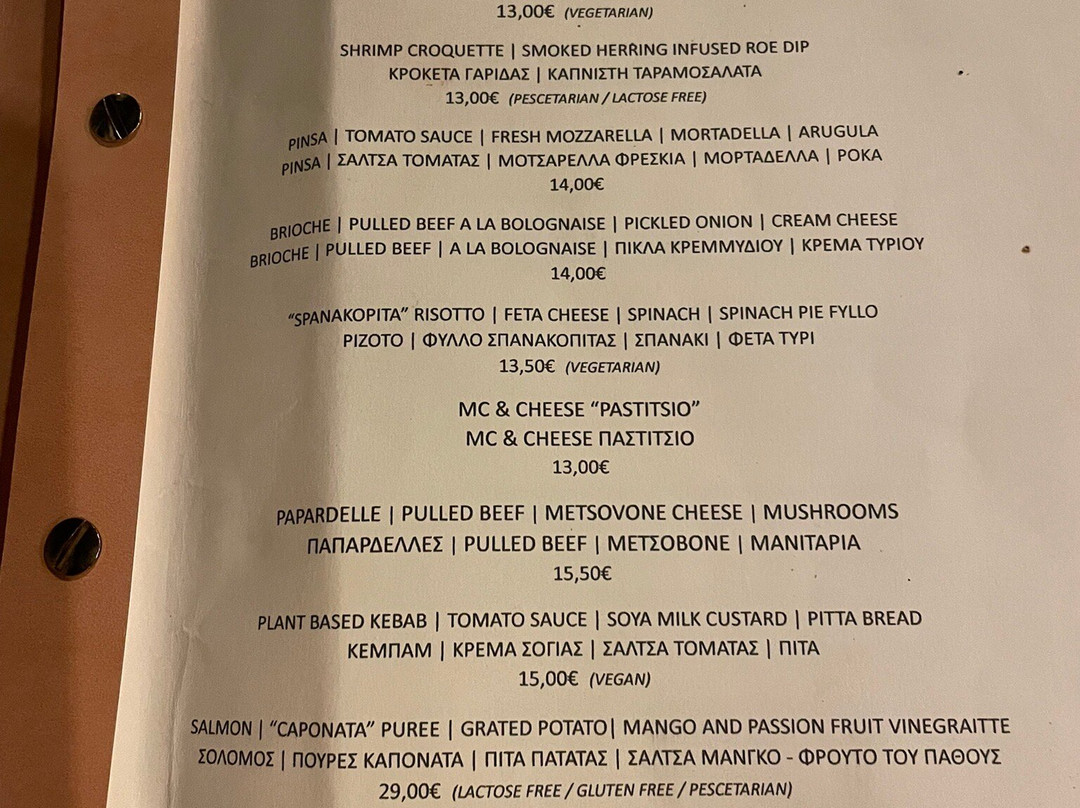 13,00€ (VEGETARIAN)
SHRIMP CROQUETTE | SMOKED HERRING INFUSED ROE DIP
ΚΡΟΚΕΤΑ ΓΑΡΙΔΑΣ | ΚΑΠΝΙΣΤΗ ΤΑΡΑΜΟΣΑΛΑΤΑ
13,00€ (PESCETARIAN / LACTOSE FREE)
PINSA | TOMATO SAUCE | FRESH MOZZARELLA | MORTADELLA | ARUGULA
PINSA | ΣΑΛΤΣΑ ΤΟΜΑΤΑΣ | ΜΟΤΣΑΡΕΛΛΑ ΦΡΕΣΚΙΑ | ΜΟΡΤΑΔΕΛΛΑ | ΡΟΚΑ
14,00€
BRIOCHE | PULLED BEEF A LA BOLOGNAISE | PICKLED ONION | CREAM CHEESE
BRIOCHE | PULLED BEEF | A LA BOLOGNAISE | ΠΙΚΛΑ ΚΡΕΜΜΥΔΙΟΥ | ΚΡΕΜΑ ΤΥΡΙΟΥ
14,00€
“SPANAKOPITA” RISOTTO | FETA CHEESE | SPINACH | SPINACH PIE FYLLO
ΡΙΖΟΤΟ | ΦΥΛΛΟ ΣΠΑΝΑΚΟΠΙΤΑΣ | ΣΠΑΝΑΚΙ | ΦΕΤΑ ΤΥΡΙ
13,50€ (VEGETARIAN)
MC & CHEESE “PASTITSIO”
MC & CHEESE ΠΑΣΤΙΤΣΙΟ
13,00€
PAPARDELLE | PULLED BEEF | METSOVONE CHEESE | MUSHROOMS
ΠΑΠΑΡΔΕΛΛΕΣ | PULLED BEEF | ΜΕΤΣΟΒΟΝΕ | ΜΑΝΙΤΑΡΙΑ
15,50€
PLANT BASED KEBAB | TOMATO SAUCE | SOYA MILK CUSTARD | PITTA BREAD
ΚΕΜΠΑΜ | ΚΡΕΜΑ ΣΟΓΙΑΣ | ΣΑΛΤΣΑ ΤΟΜΑΤΑΣ | ΠΙΤΑ
15,00€ (VEGAN)
SALMON | “CAPONATA” PUREE | GRATED POTATO| MANGO AND PASSION FRUIT VINEGRAITTE
ΣΟΛΟΜΟΣ | ΠΟΥΡΕΣ ΚΑΠΟΝΑΤΑ | ΠΙΤΑ ΠΑΤΑΤΑΣ | ΣΑΛΤΣΑ ΜΑΝΓΚΟ - ΦΡΟΥΤΟ ΤΟΥ ΠΑΘΟΥΣ
29,00€ (LACTOSE FREE / GLUTEN FREE / PESCETARIAN)